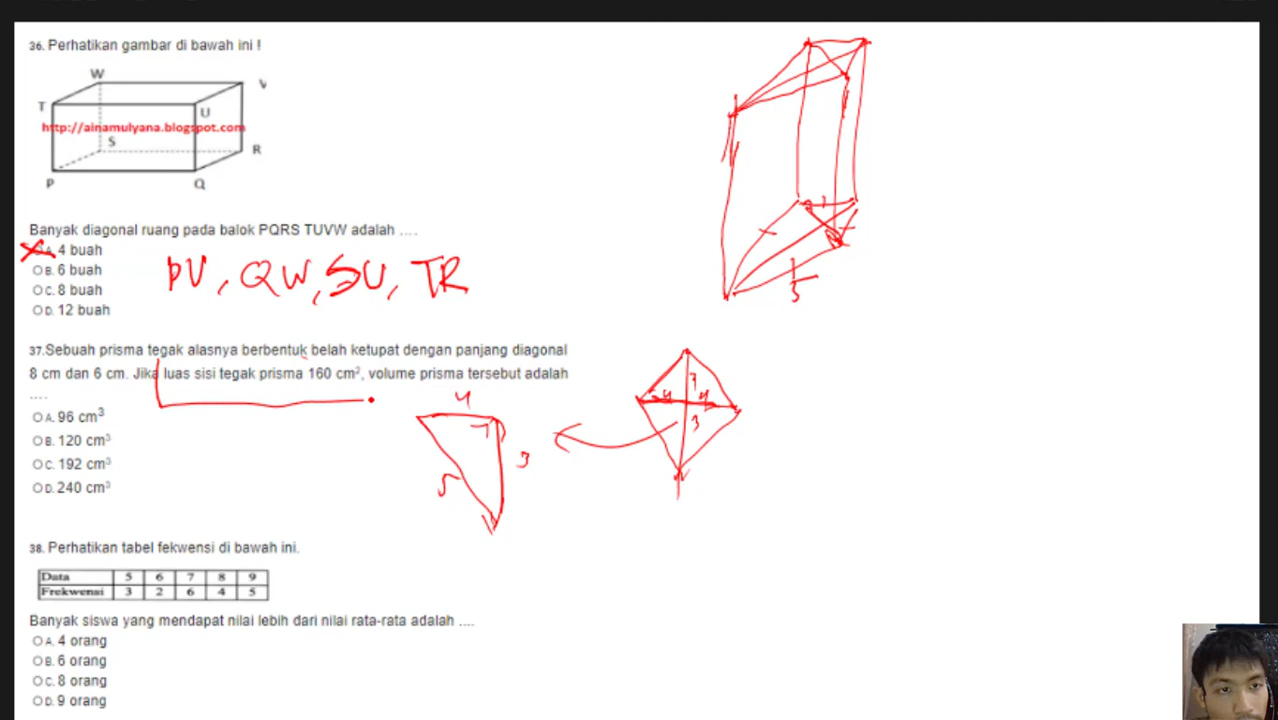 36. Perhatikan gambar di bawah ini !
W
V
T
U
http://ainamulyana.blogspot.com
S
R
P
Q
Banyak diagonal ruang pada balok PQRS TUVW adalah ....
A. 4 buah
B. 6 buah
C. 8 buah
D. 12 buah
PV, QW, SU, TR
5
37.Sebuah prisma tegak alasnya berbentuk belah ketupat dengan panjang diagonal
8 cm dan 6 cm. Jika luas sisi tegak prisma 160 cm², volume prisma tersebut adalah
....
A. 96 cm³
B. 120 cm³
C. 192 cm³
D. 240 cm³
4
3
5
3
4 4
3
38. Perhatikan tabel fekwensi di bawah ini.
Data 5 6 7 8 9
Frekwensi 3 2 6 4 5
Banyak siswa yang mendapat nilai lebih dari nilai rata-rata adalah ....
A. 4 orang
B. 6 orang
C. 8 orang
D. 9 orang